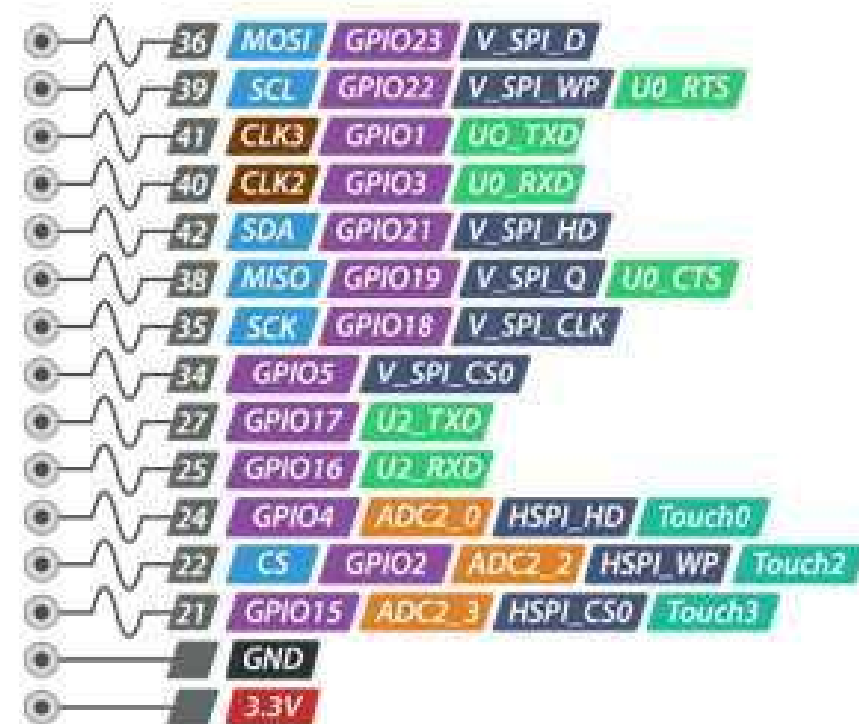 36 MOSI GPIO23 V_SPI_D
39 SCL GPIO22 V_SPI_WP U0_RTS
41 CLK3 GPIO1 U0_TXD
40 CLK2 GPIO3 U0_RXD
42 SDA GPIO21 V_SPI_HD
38 MISO GPIO19 V_SPI_Q U0_CTS
35 SCK GPIO18 V_SPI_CLK
34 GPIO5 V_SPI_CS0
27 GPIO17 U2_TXD
25 GPIO16 U2_RXD
24 GPIO4 ADC2_0 HSPI_HD Touch0
22 CS GPIO2 ADC2_2 HSPI_WP Touch2
21 GPIO15 ADC2_3 HSPI_CS0 Touch3
GND
3.3V